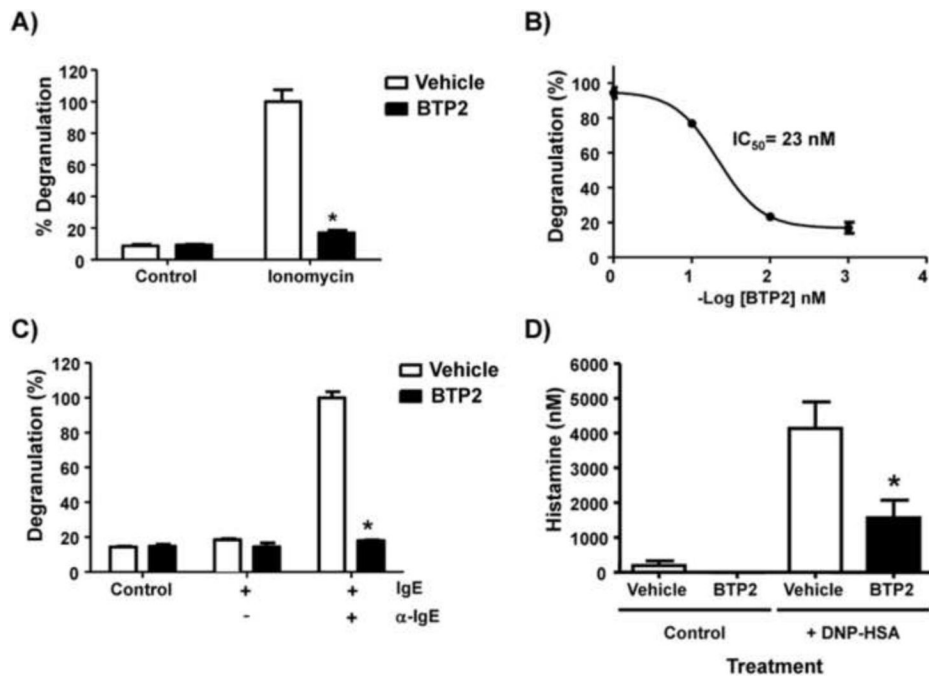 A)
% Degranulation
120
100
80
60
40
20
0
Control
Ionomycin
Vehicle
BTP2
*
B)
Degranulation (%)
100
80
60
40
20
0
IC50= 23 nM
0 1 2 3 4
-Log [BTP2] nM
C)
Degranulation (%)
120
100
80
60
40
20
0
Vehicle
BTP2
*
Control + + IgE
- + α-IgE
D)
Histamine (nM)
6000
5000
4000
3000
2000
1000
0
*
Vehicle BTP2 Vehicle BTP2
Control + DNP-HSA
Treatment